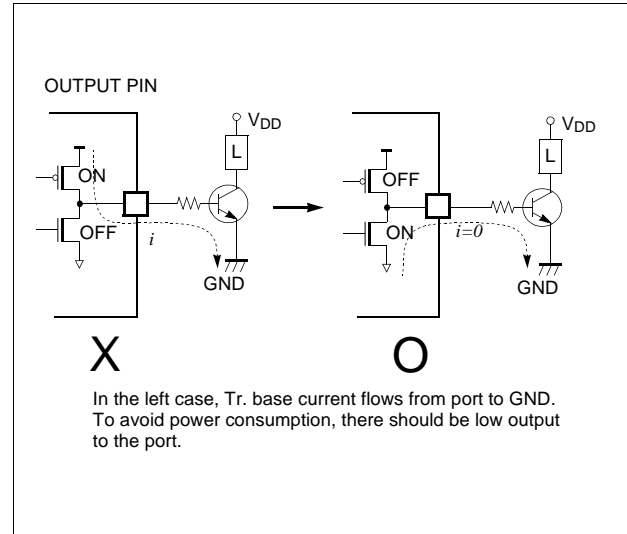 OUTPUT PIN
VDD
L
ON
OFF
i
GND
X
VDD
L
OFF
ON
i=0
GND
O
In the left case, Tr. base current flows from port to GND.
To avoid power consumption, there should be low output
to the port.